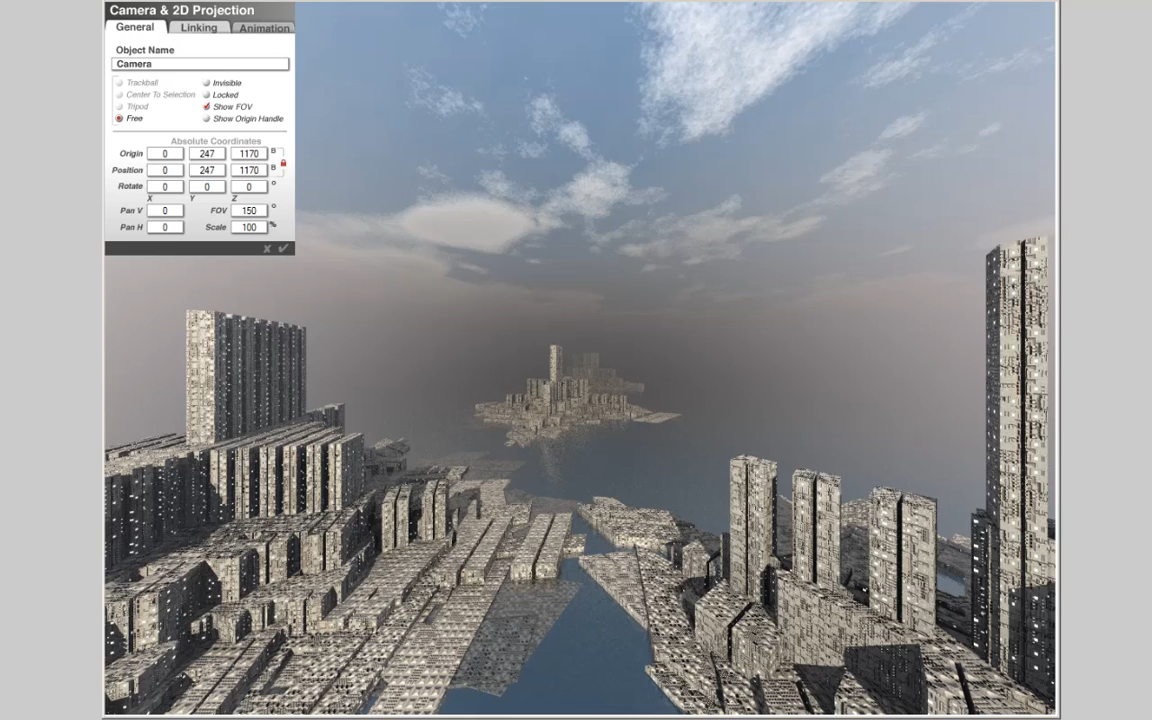 Camera & 2D Projection
General Linking Animation
Object Name
Camera
Trackball Invisible
Center To Selection Locked
Tripod Show FOV
Free Show Origin Handle
Absolute Coordinates
Origin 0 247 1170 B
Position 0 247 1170 B
Rotate 0 0 0 °
X Y Z
Pan V 0 FOV 150 °
Pan H 0 Scale 100 %